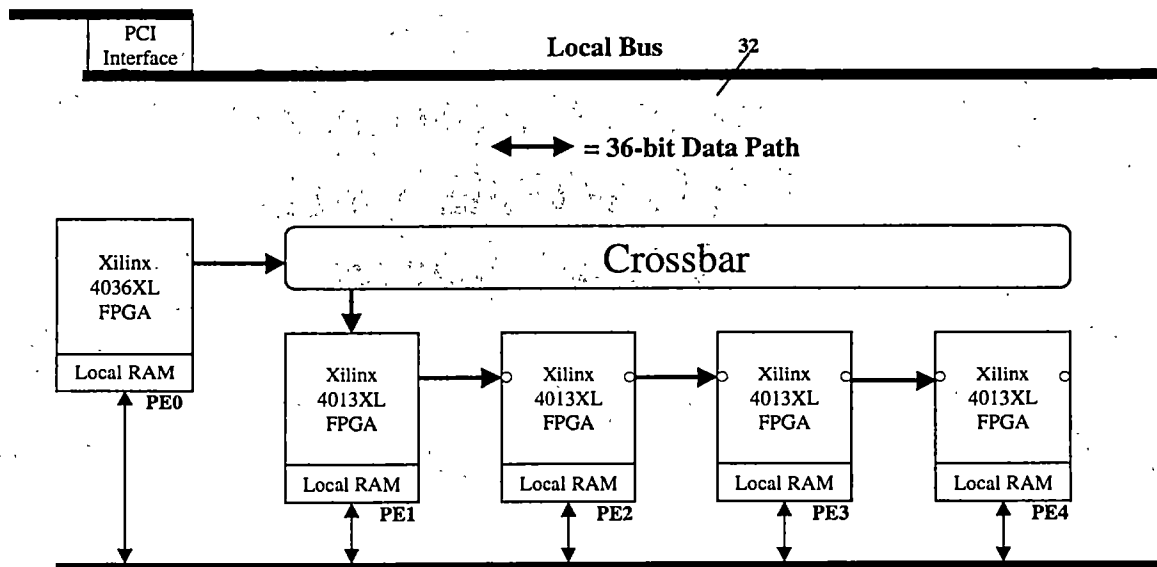 PCI
Interface
Local Bus
32
= 36-bit Data Path
Xilinx
4036XL
FPGA
Local RAM
PE0
Crossbar
Xilinx
4013XL
FPGA
Local RAM
PE1
Xilinx
4013XL
FPGA
Local RAM
PE2
Xilinx
4013XL
FPGA
Local RAM
PE3
Xilinx
4013XL
FPGA
Local RAM
PE4